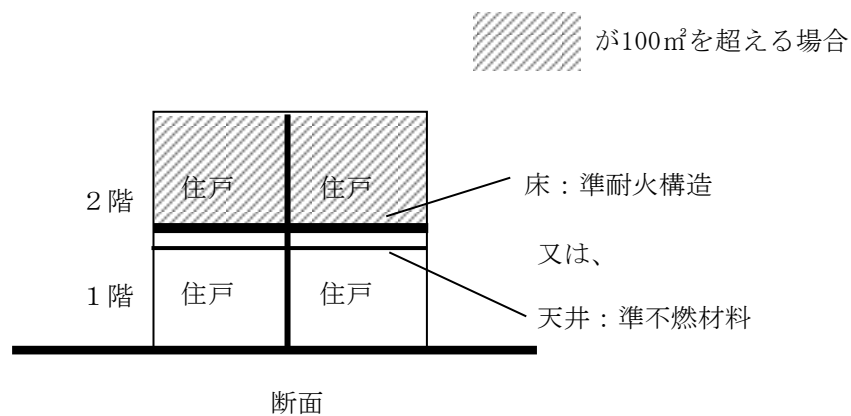 が100㎡を超える場合
住戸 住戸
床：準耐火構造
２階
又は、
１階
住戸 住戸
天井：準不燃材料
断面